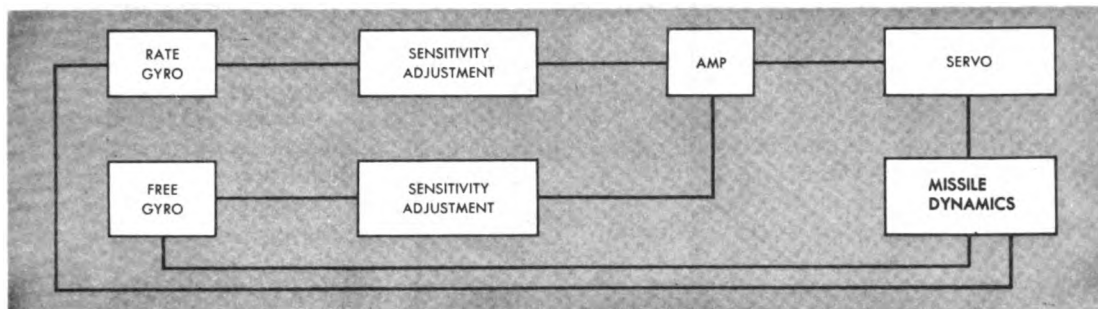 RATE
GYRO
SENSITIVITY
ADJUSTMENT
AMP
SERVO
FREE
GYRO
SENSITIVITY
ADJUSTMENT
MISSILE
DYNAMICS